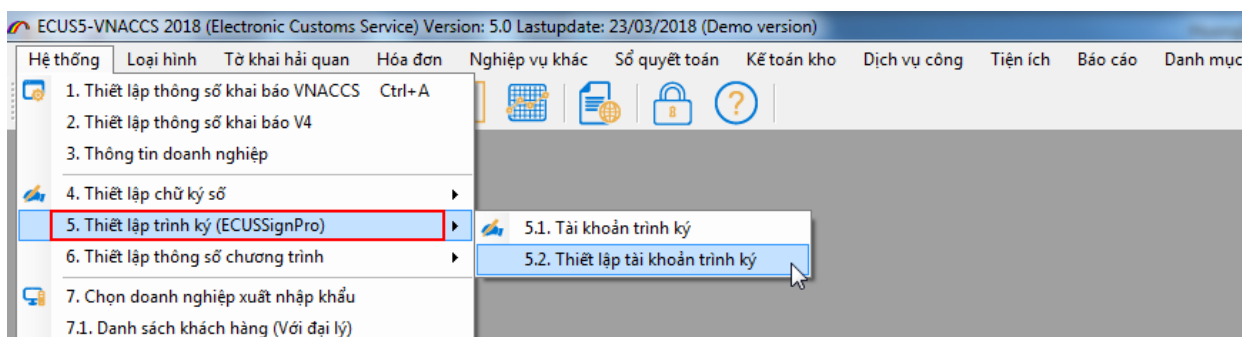 ECUS5-VNACCS 2018 (Electronic Customs Service) Version: 5.0 Lastupdate: 23/03/2018 (Demo version)
Hệ thống Loại hình Tờ khai hải quan Hóa đơn Nghiệp vụ khác Sổ quyết toán Kế toán kho Dịch vụ công Tiện ích Báo cáo Danh mục
1. Thiết lập thông số khai báo VNACCS Ctrl+A
2. Thiết lập thông số khai báo V4
3. Thông tin doanh nghiệp
4. Thiết lập chữ ký số
5. Thiết lập trình ký (ECUSSignPro) 5.1. Tài khoản trình ký
6. Thiết lập thông số chương trình 5.2. Thiết lập tài khoản trình ký
7. Chọn doanh nghiệp xuất nhập khẩu
7.1. Danh sách khách hàng (Với đại lý)